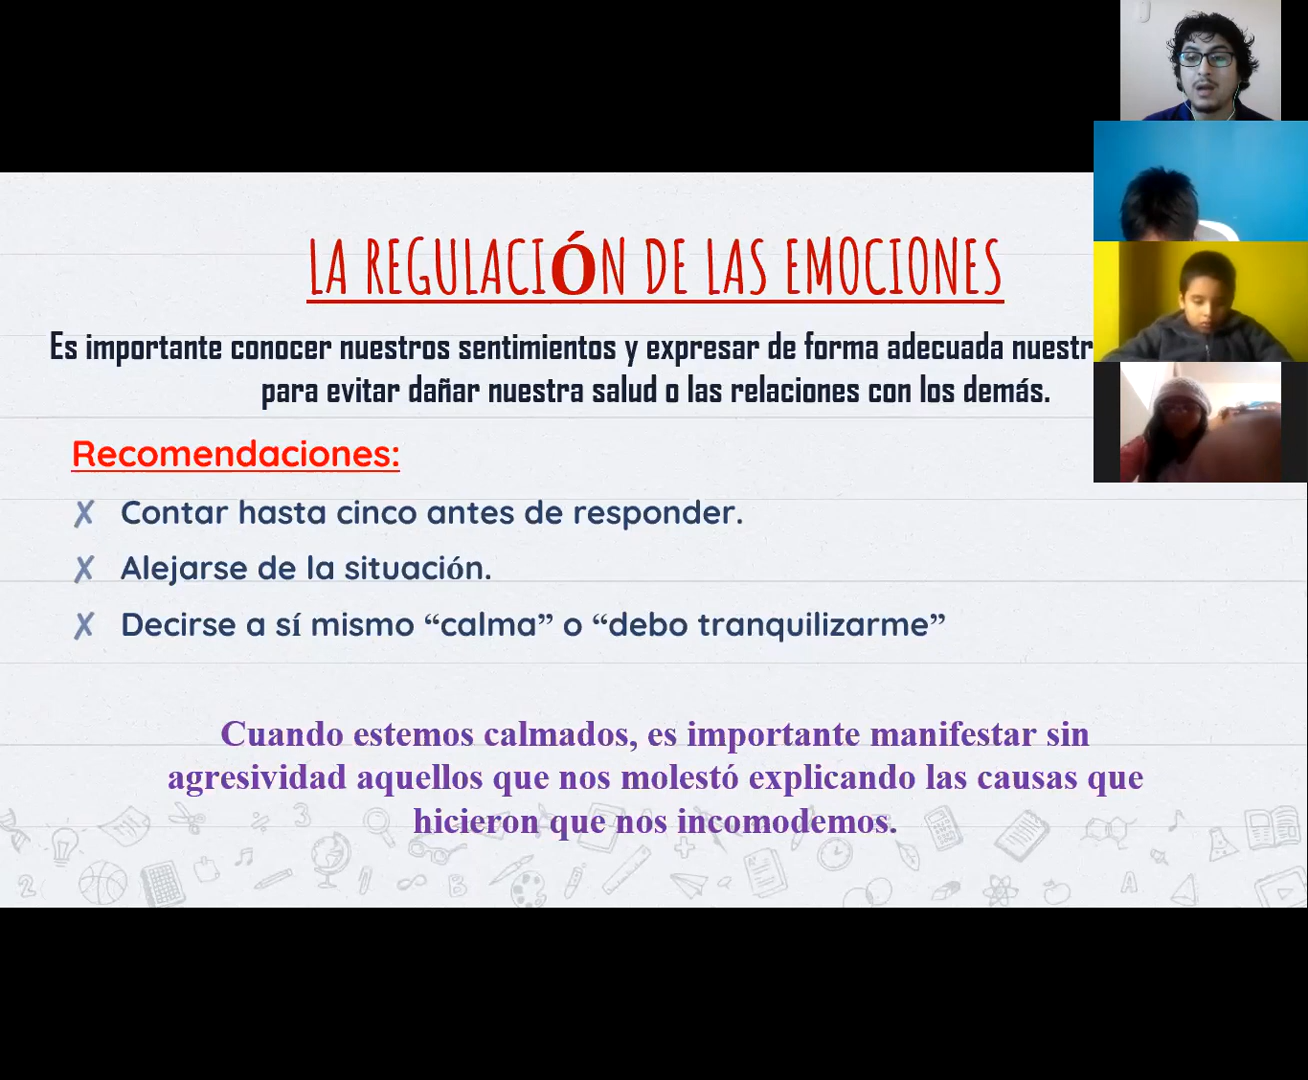 LA REGULACIÓN DE LAS EMOCIONES
Es importante conocer nuestros sentimientos y expresar de forma adecuada
para evitar dañar nuestra salud o las relaciones con los demás.
Recomendaciones:
✗ Contar hasta cinco antes de responder.
✗ Alejarse de la situación.
✗ Decirse a sí mismo “calma” o “debo tranquilizarme”
Cuando estemos calmados, es importante manifestar sin
agresividad aquellos que nos molestó explicando las causas que
hicieron que nos incomodemos.